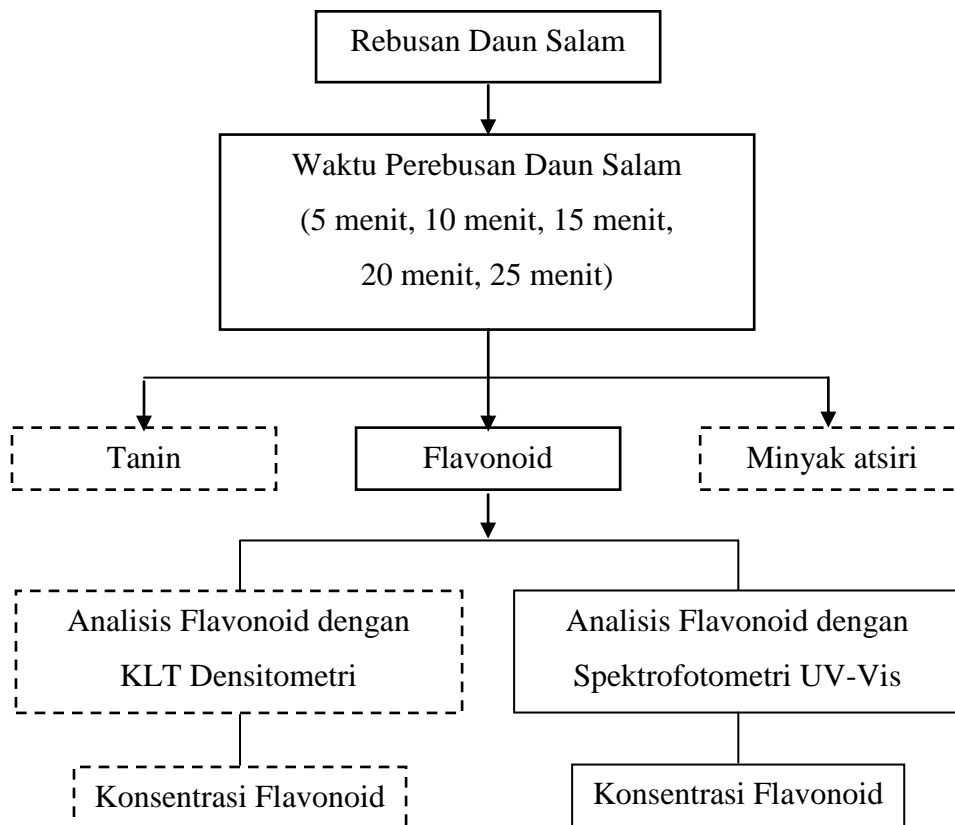 Rebusan Daun Salam
Waktu Perebusan Daun Salam
(5 menit, 10 menit, 15 menit,
20 menit, 25 menit)
Tanin
Flavonoid
Minyak atsiri
Analisis Flavonoid dengan
KLT Densitometri
Analisis Flavonoid dengan
Spektrofotometri UV-Vis
Konsentrasi Flavonoid
Konsentrasi Flavonoid